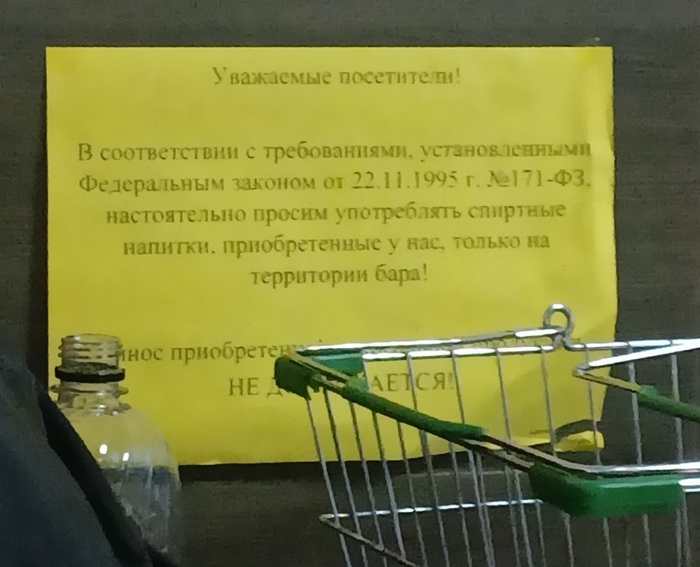 Уважаемые посетители!
В соответствии с требованиями, установленными
Федеральным законом от 22.11.1995 г. №171-ФЗ,
настоятельно просим употреблять спиртные
напитки, приобретенные у нас, только на
территории бара!
НЕ